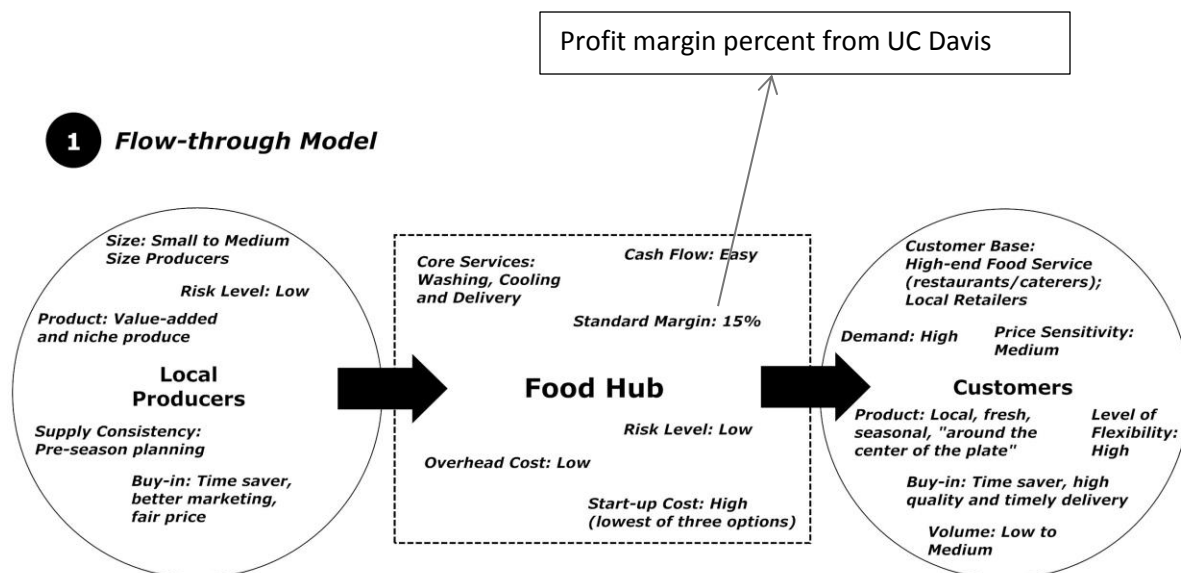 Profit margin percent from UC Davis
1 Flow-through Model
Size: Small to Medium
Size Producers
Risk Level: Low
Product: Value-added
and niche produce
Local
Producers
Supply Consistency:
Pre-season planning
Buy-in: Time saver,
better marketing,
fair price
Core Services:
Washing, Cooling
and Delivery
Cash Flow: Easy
Standard Margin: 15%
Food Hub
Risk Level: Low
Overhead Cost: Low
Start-up Cost: High
(lowest of three options)
Customer Base:
High-end Food Service
(restaurants/caterers);
Local Retailers
Demand: High
Price Sensitivity:
Medium
Customers
Product: Local, fresh,
seasonal, "around the
center of the plate"
Level of
Flexibility:
High
Buy-in: Time saver, high
quality and timely delivery
Volume: Low to
Medium